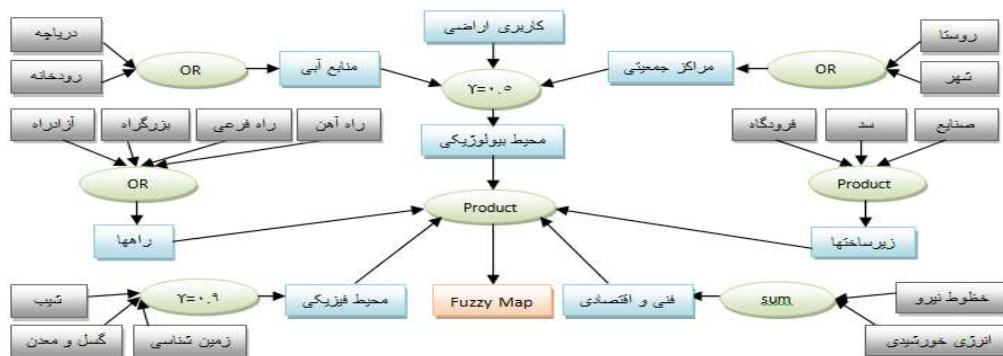 کاربری اراضی
دریاچه
روستا
OR
منابع آبی
مراکز جمعیتی
OR
رودخانه
شهر
γ=۰.۵
آزادراه
بزرگراه
راه فرعی
راه آهن
فرودگاه
سد
صنایع
محیط بیولوژیکی
OR
Product
Product
راهها
زیرساختها
شیب
γ=۰.۹
محیط فیزیکی
Fuzzy Map
فنی و اقتصادی
sum
خطوط نیرو
گسل و معدن
زمین شناسی
انرژی خورشیدی